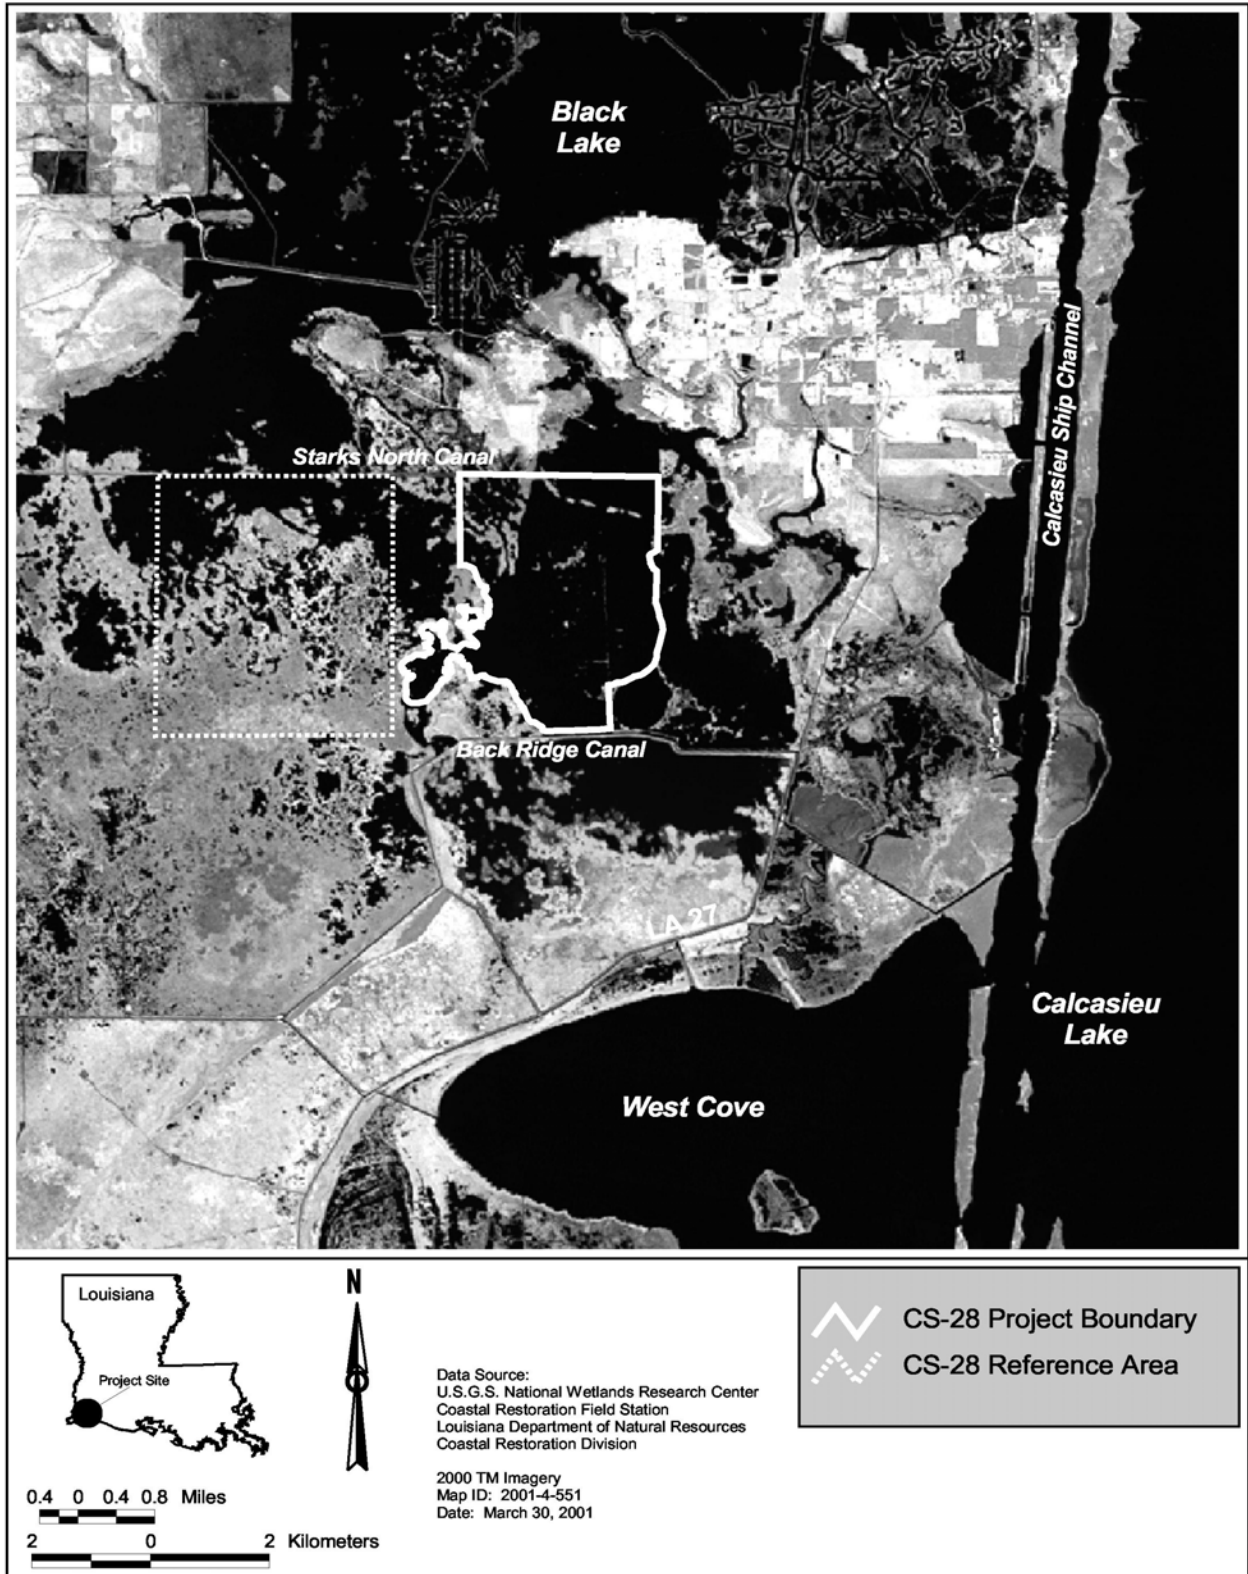 Black
Lake
Calcasieu Ship Channel
Starks North Canal
Back Ridge Canal
LA 27
Calcasieu
Lake
West Cove
Louisiana
Project Site
N
Data Source:
U.S.G.S. National Wetlands Research Center
Coastal Restoration Field Station
Louisiana Department of Natural Resources
Coastal Restoration Division
2000 TM Imagery
Map ID: 2001-4-551
Date: March 30, 2001
CS-28 Project Boundary
CS-28 Reference Area
0.4 0 0.4 0.8 Miles
2 0 2 Kilometers